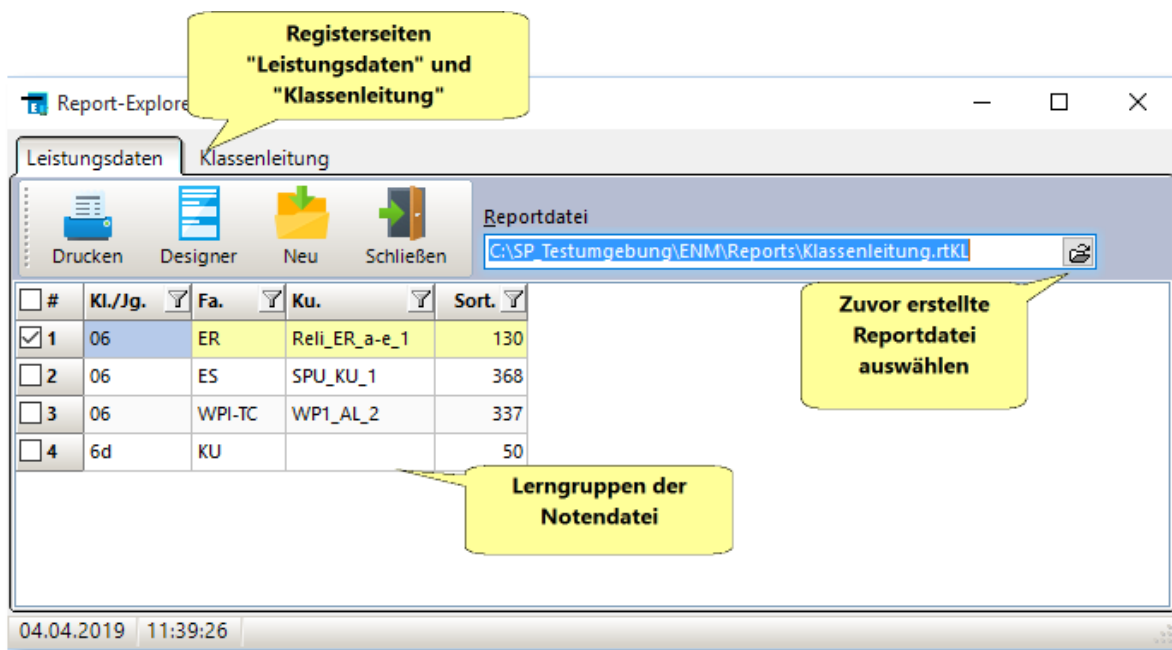 Registerseiten
"Leistungsdaten" und
"Klassenleitung"
Report-Explore
Leistungsdaten Klassenleitung
Drucken Designer Neu Schließen
Reportdatei
C:\SP_Testumgebung\ENM\Reports\Klassenleitung.rtKL
Zuvor erstellte
Reportdatei
auswählen
# Kl./Jg. Fa. Ku. Sort.
1 06 ER Reli_ER_a-e_1 130
2 06 ES SPU_KU_1 368
3 06 WPI-TC WP1_AL_2 337
4 6d KU 50
Lerngruppen der
Notendatei
04.04.2019 11:39:26